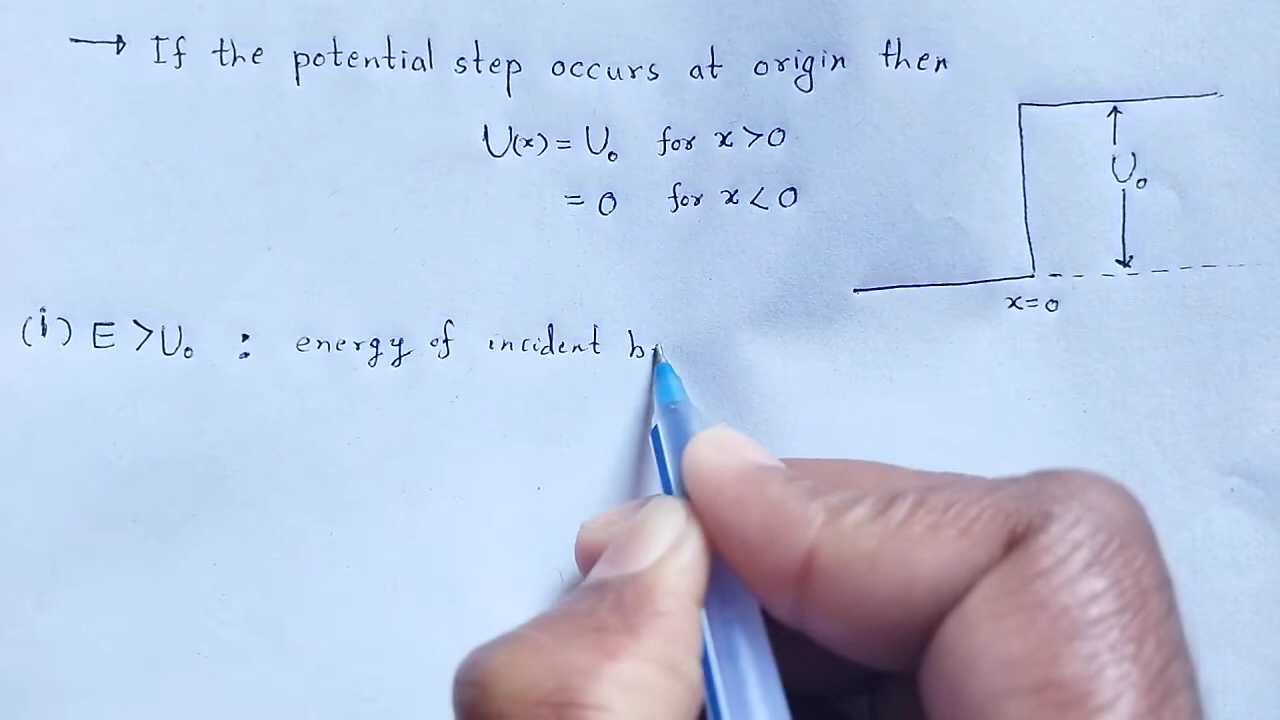 → If the potential step occurs at origin then
U(x) = U₀ for x > 0
= 0 for x < 0
U₀
x=0
(i) E > U₀ : energy of incident